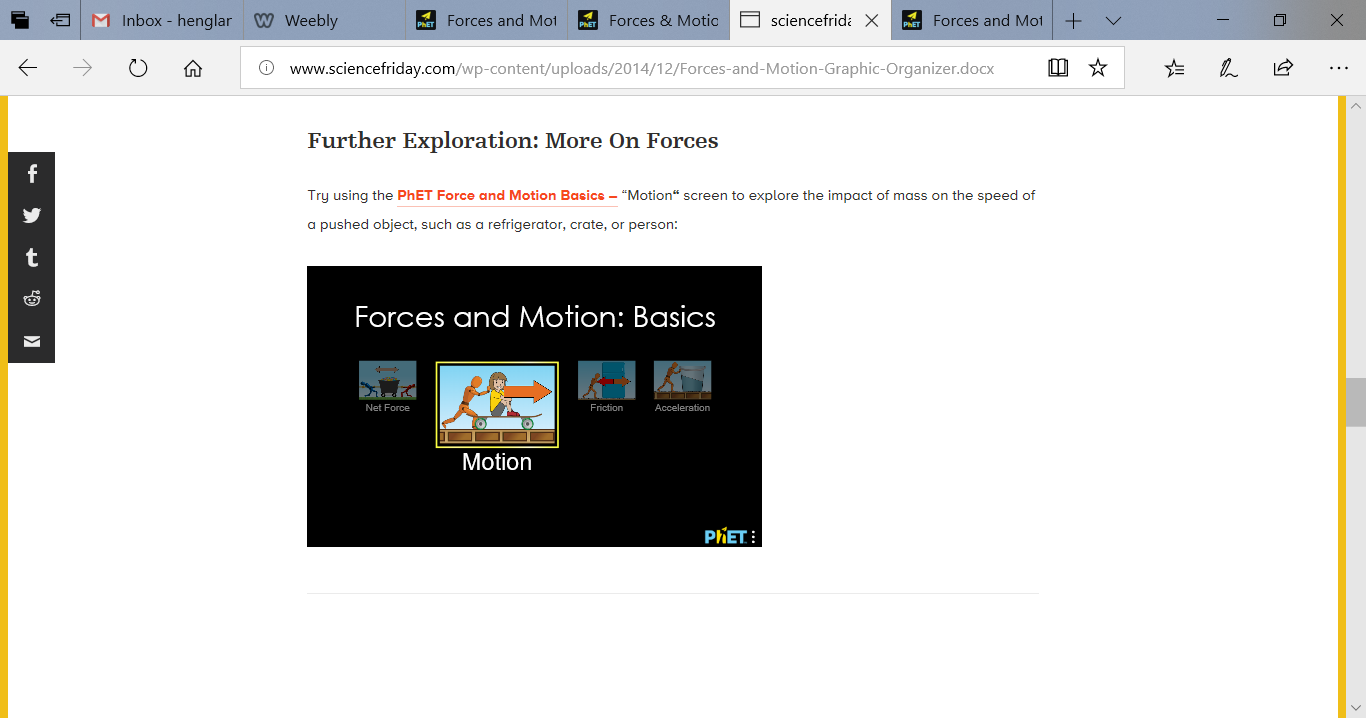 Inbox - henglar
Weebly
Forces and Mot
Forces & Motio
sciencefrida
Forces and Mot
www.sciencefriday.com/wp-content/uploads/2014/12/Forces-and-Motion-Graphic-Organizer.docx
Further Exploration: More On Forces
Try using the PhET Force and Motion Basics – “Motion“ screen to explore the impact of mass on the speed of
a pushed object, such as a refrigerator, crate, or person:
Forces and Motion: Basics
Net Force
Motion
Friction
Acceleration
PhET